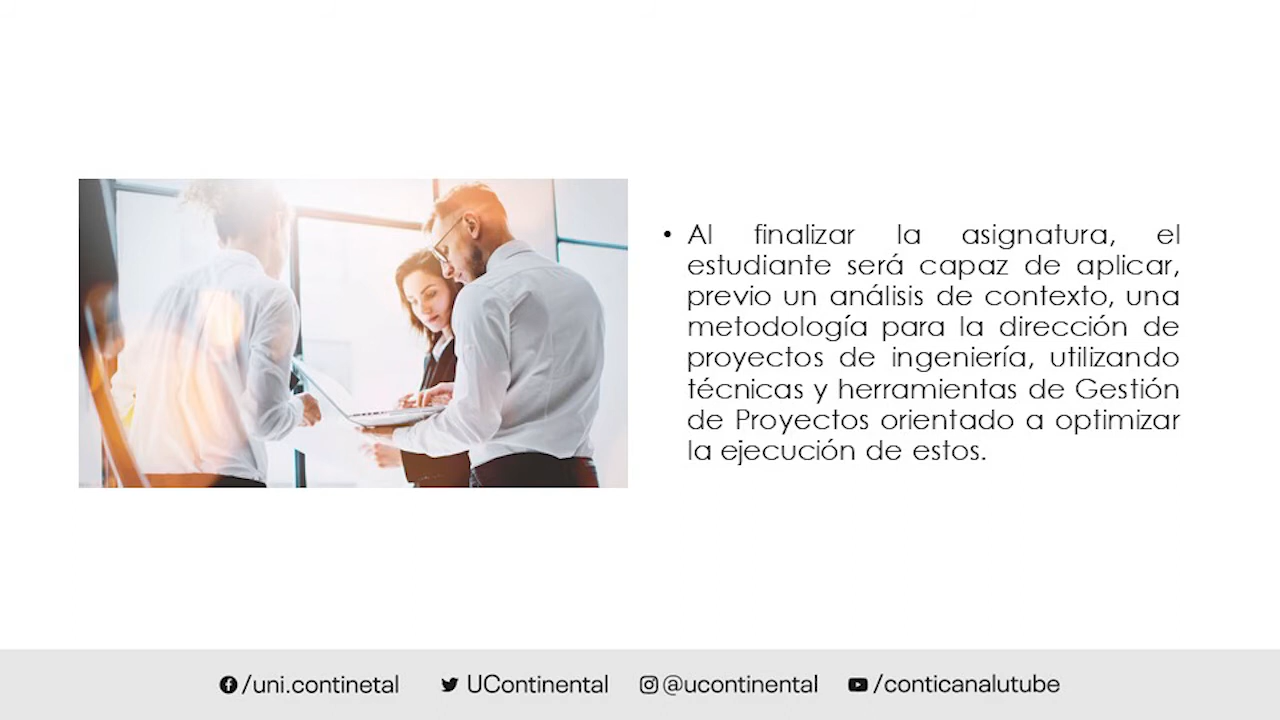 • Al finalizar la asignatura, el
estudiante será capaz de aplicar,
previo un análisis de contexto, una
metodología para la dirección de
proyectos de ingeniería, utilizando
técnicas y herramientas de Gestión
de Proyectos orientado a optimizar
la ejecución de estos.
/uni.continetal UContinental @ucontinental /conticanalutube